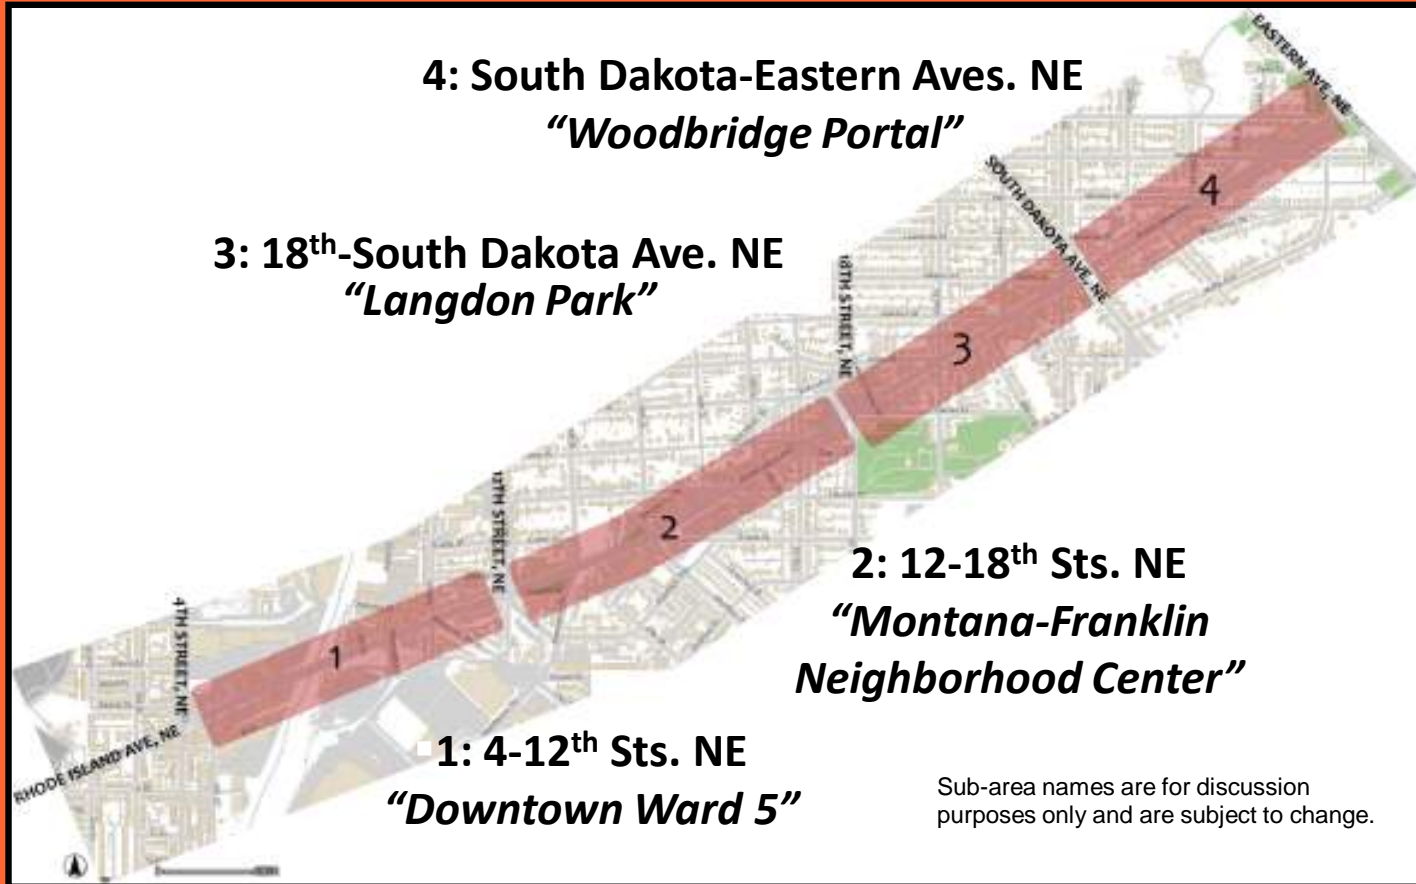 4: South Dakota-Eastern Aves. NE
“Woodbridge Portal”
EASTERN AVE, NE
SOUTH DAKOTA AVE, NE
4
3: 18th-South Dakota Ave. NE
“Langdon Park”
18TH STREET, NE
3
12TH STREET, NE
2
2: 12-18th Sts. NE
“Montana-Franklin
Neighborhood Center”
4TH STREET, NE
1
RHODE ISLAND AVE, NE
1: 4-12th Sts. NE
“Downtown Ward 5”
Sub-area names are for discussion
purposes only and are subject to change.